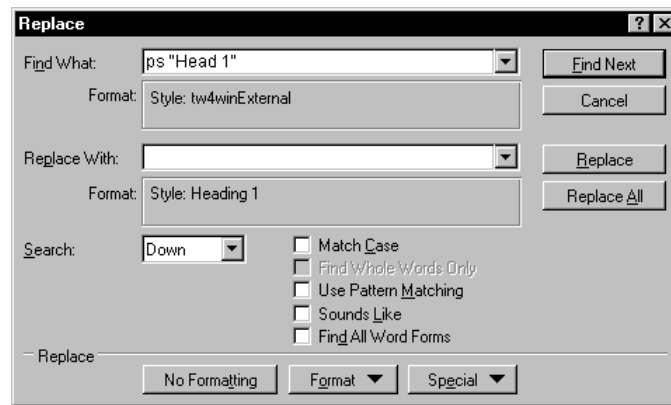 Replace
Find What: ps "Head 1" Find Next
Format: Style: tw4winExternal Cancel
Replace With: Replace
Format: Style: Heading 1 Replace All
Search: Down Match Case
Find Whole Words Only
Use Pattern Matching
Sounds Like
Find All Word Forms
Replace
No Formatting Format Special